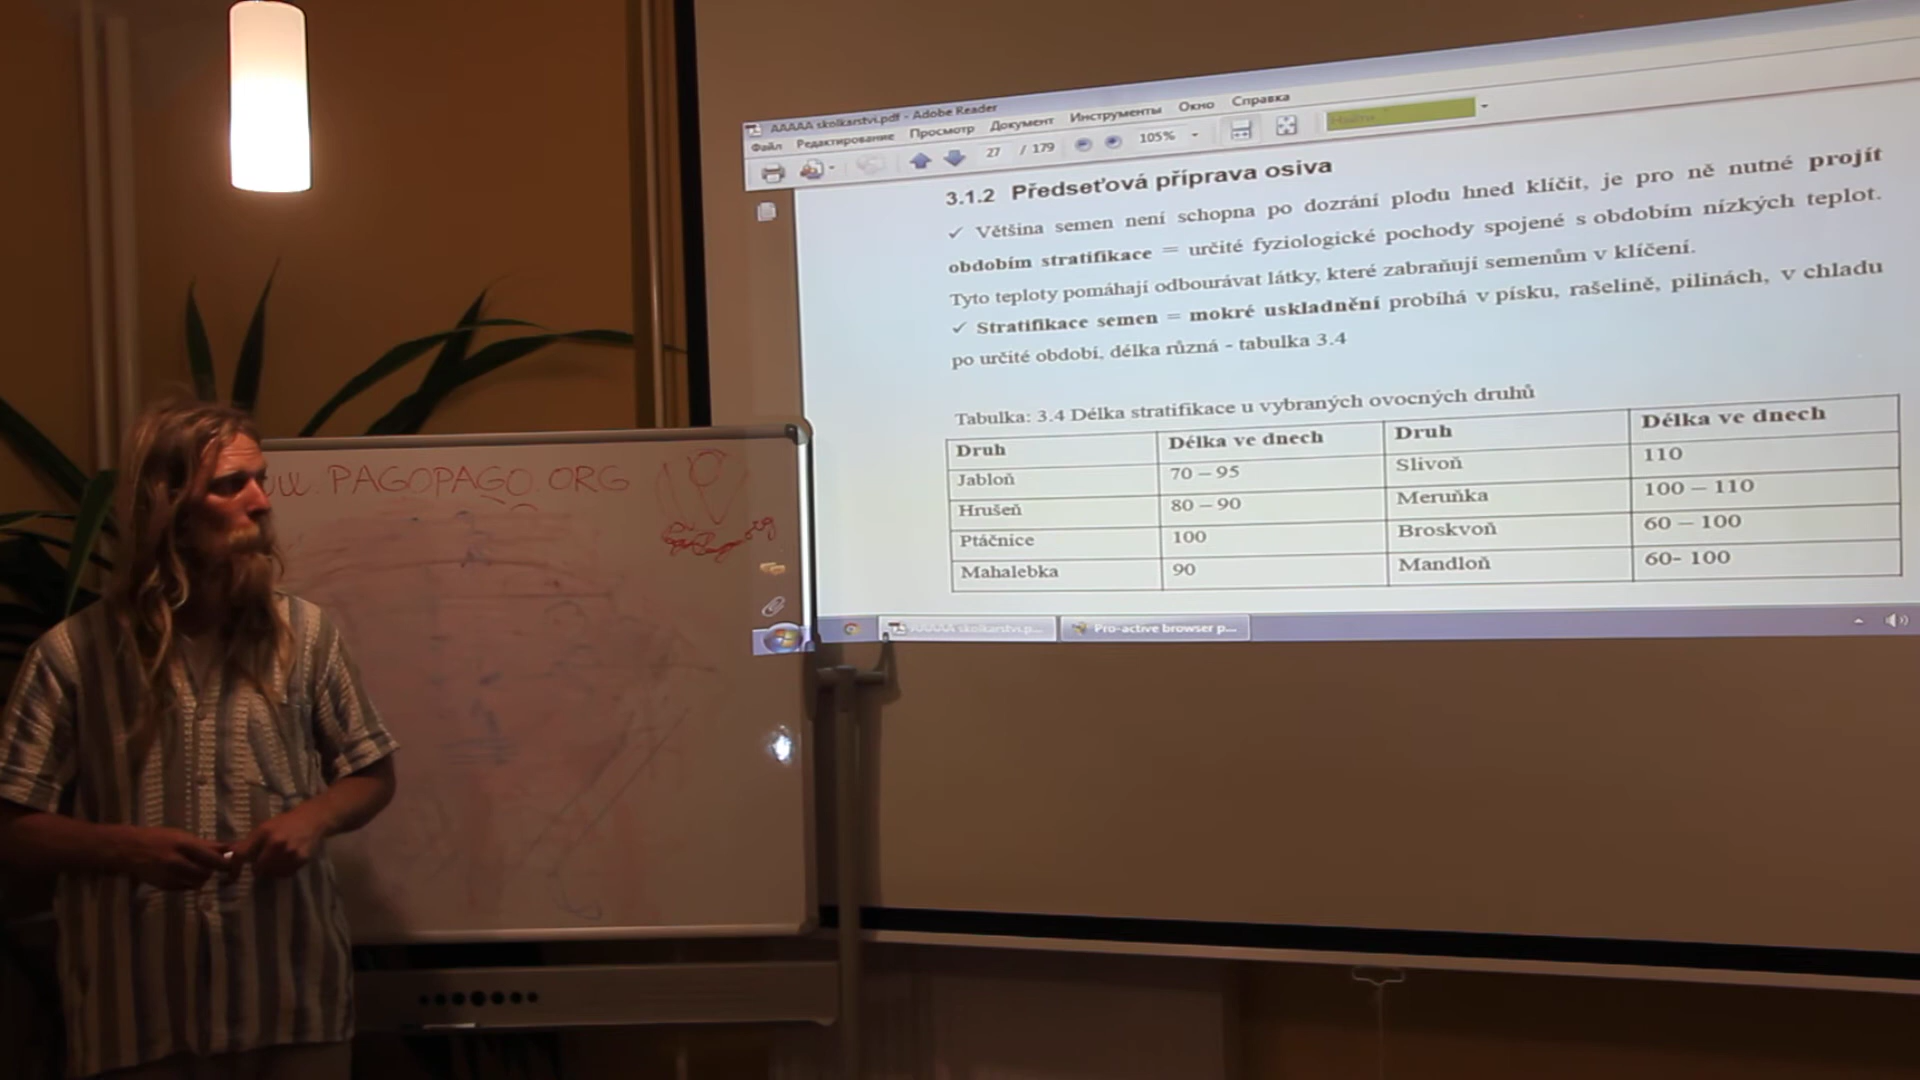 AAAAA skolkarstvi.pdf - Adobe Reader
Файл Редактирование Просмотр Документ Инструменты Окно Справка
27 / 179 105%
3.1.2 Předseťová příprava osiva
✓ Většina semen není schopna po dozrání plodu hned klíčit, je pro ně nutné projít
obdobím stratifikace = určité fyziologické pochody spojené s obdobím nízkých teplot.
Tyto teploty pomáhají odbourávat látky, které zabraňují semenům v klíčení.
✓ Stratifikace semen = mokré uskladnění probíhá v písku, rašelině, pilinách, v chladu
po určité období, délka různá - tabulka 3.4
Tabulka: 3.4 Délka stratifikace u vybraných ovocných druhů
Druh Délka ve dnech Druh Délka ve dnech
Jabloň 70 – 95 Slivoň 110
Hrušeň 80 – 90 Meruňka 100 – 110
Ptáčnice 100 Broskvoň 60 – 100
Mahalebka 90 Mandloň 60- 100
AAAAA skolkarstvi.p... Pro-active browser p...
PAGOPAGO.ORG